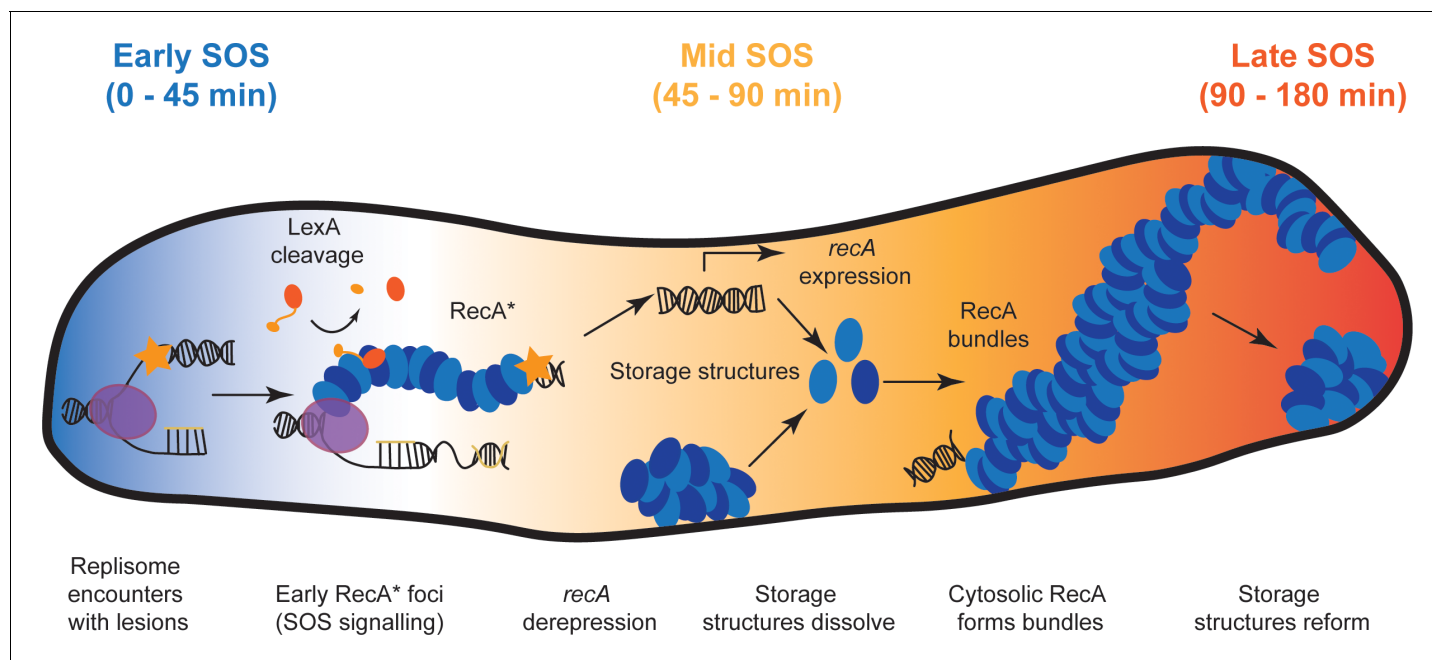 Early SOS
(0 - 45 min)
Mid SOS
(45 - 90 min)
Late SOS
(90 - 180 min)
LexA
cleavage
RecA*
recA
expression
Storage structures
RecA
bundles
Replisome
encounters
with lesions
Early RecA* foci
(SOS signalling)
recA
derepression
Storage
structures dissolve
Cytosolic RecA
forms bundles
Storage
structures reform